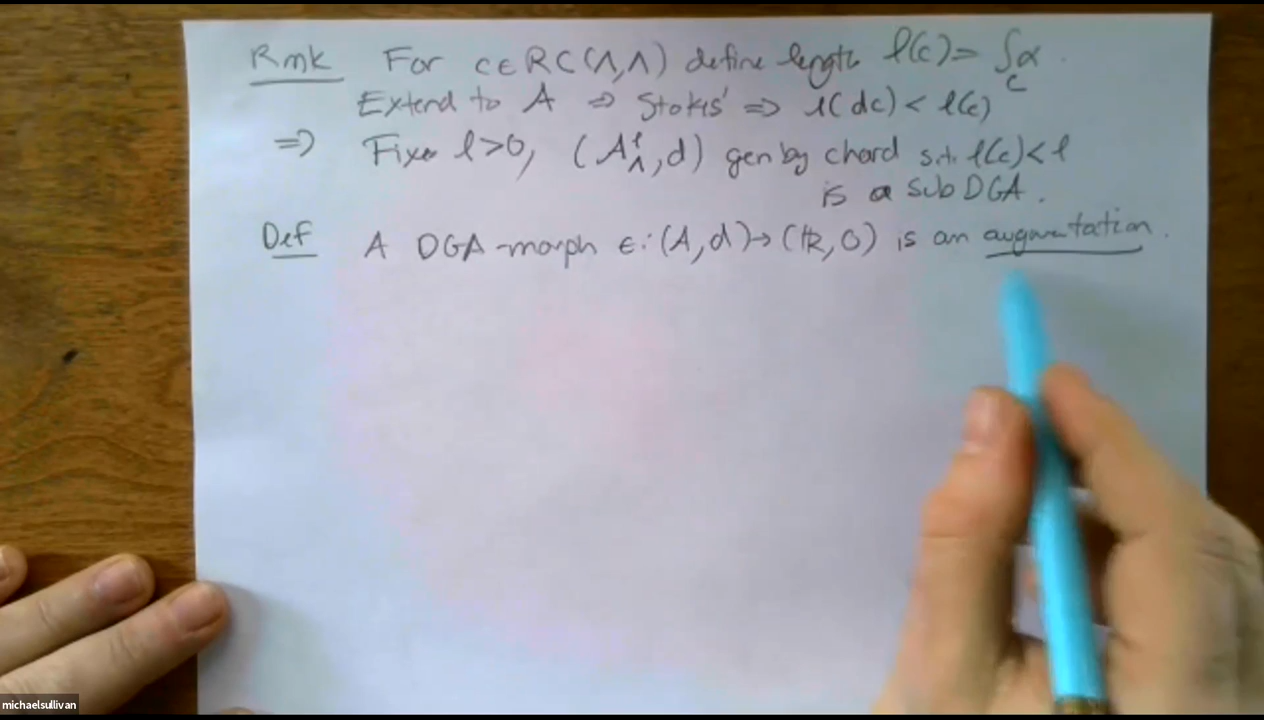 Rmk For c∈RC(Λ,Λ) define length l(c)= ∫_c α.
Extend to A ⇒ Stokes' ⇒ l(dc) < l(c)
⇒ Fix l>0, (A^l_Λ, d) gen by chord s.t. l(c)<l
is a sub DGA.
Def A DGA-morph ε: (A,d)→(k,0) is an augmentation.
michaelsullivan